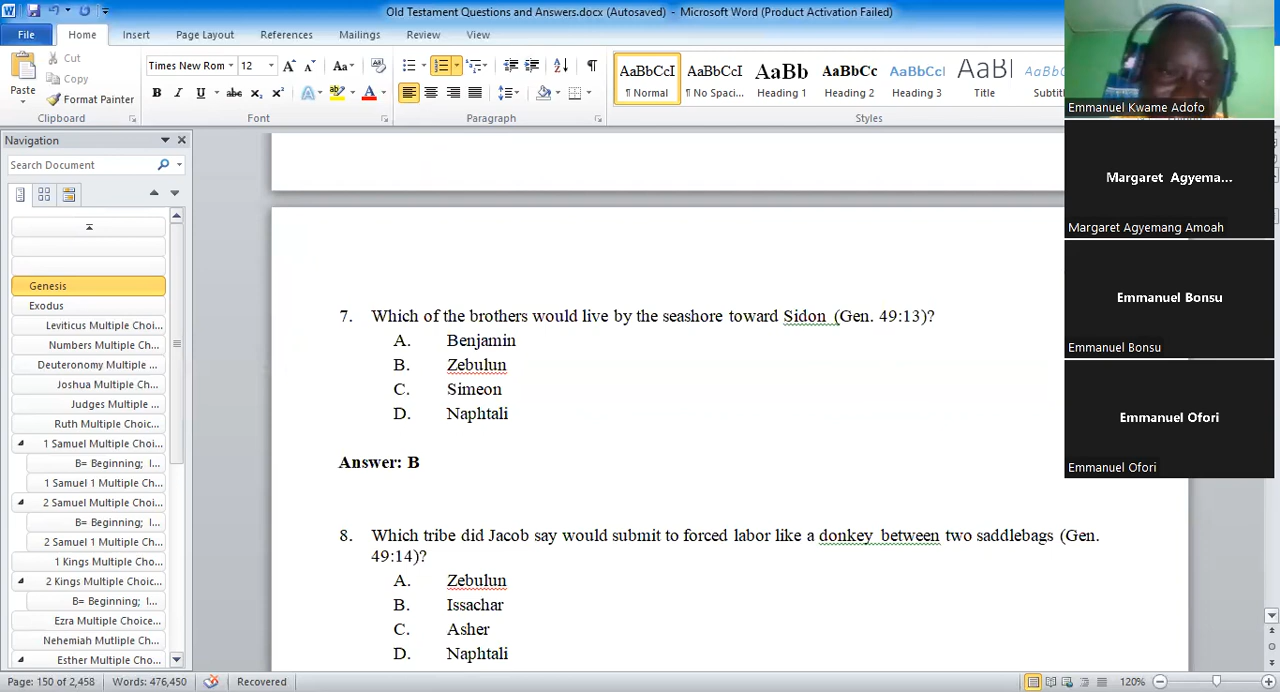 Old Testament Questions and Answers.docx (Autosaved) - Microsoft Word (Product Activation Failed)
File Home Insert Page Layout References Mailings Review View
Paste
Cut
Copy
Format Painter
Clipboard
Times New Rom 12
Font
Paragraph
AaBbCcI AaBbCcI AaBb AaBbCc AaBbCcI AaBl AaBbCc
¶ Normal ¶ No Spaci... Heading 1 Heading 2 Heading 3 Title Subtitl
Styles
Navigation
Search Document
Genesis
Exodus
Leviticus Multiple Choi...
Numbers Multiple Ch...
Deuteronomy Multiple...
Joshua Multiple Ch...
Judges Multiple ...
Ruth Multiple Choic...
1 Samuel Multiple Choi...
B= Beginning; I...
1 Samuel 1 Multiple Ch...
2 Samuel Multiple Choi...
B= Beginning; I...
2 Samuel 1 Multiple Ch...
1 Kings Multiple Cho...
2 Kings Multiple Choic...
B= Beginning; I...
Ezra Multiple Choice...
Nehemiah Mutliple Ch...
Esther Multiple Cho...
7. Which of the brothers would live by the seashore toward Sidon (Gen. 49:13)?
A. Benjamin
B. Zebulun
C. Simeon
D. Naphtali
Answer: B
8. Which tribe did Jacob say would submit to forced labor like a donkey between two saddlebags (Gen.
49:14)?
A. Zebulun
B. Issachar
C. Asher
D. Naphtali
Emmanuel Kwame Adofo
Margaret Agyema...
Margaret Agyemang Amoah
Emmanuel Bonsu
Emmanuel Bonsu
Emmanuel Ofori
Emmanuel Ofori
Page: 150 of 2,458 Words: 476,450 Recovered 120%